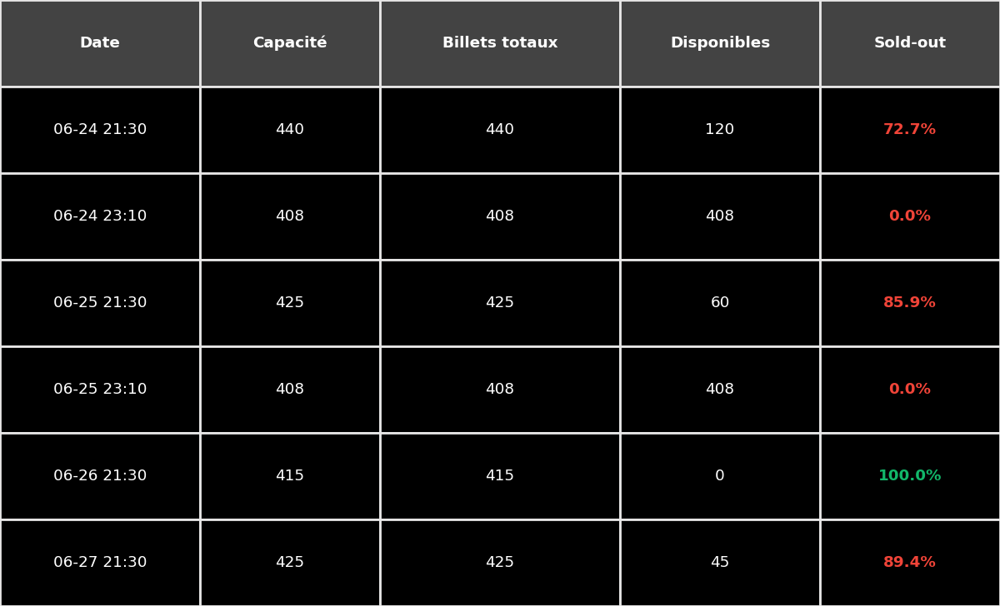 Date Capacité Billets totaux Disponibles Sold-out
06-24 21:30 440 440 120 72.7%
06-24 23:10 408 408 408 0.0%
06-25 21:30 425 425 60 85.9%
06-25 23:10 408 408 408 0.0%
06-26 21:30 415 415 0 100.0%
06-27 21:30 425 425 45 89.4%